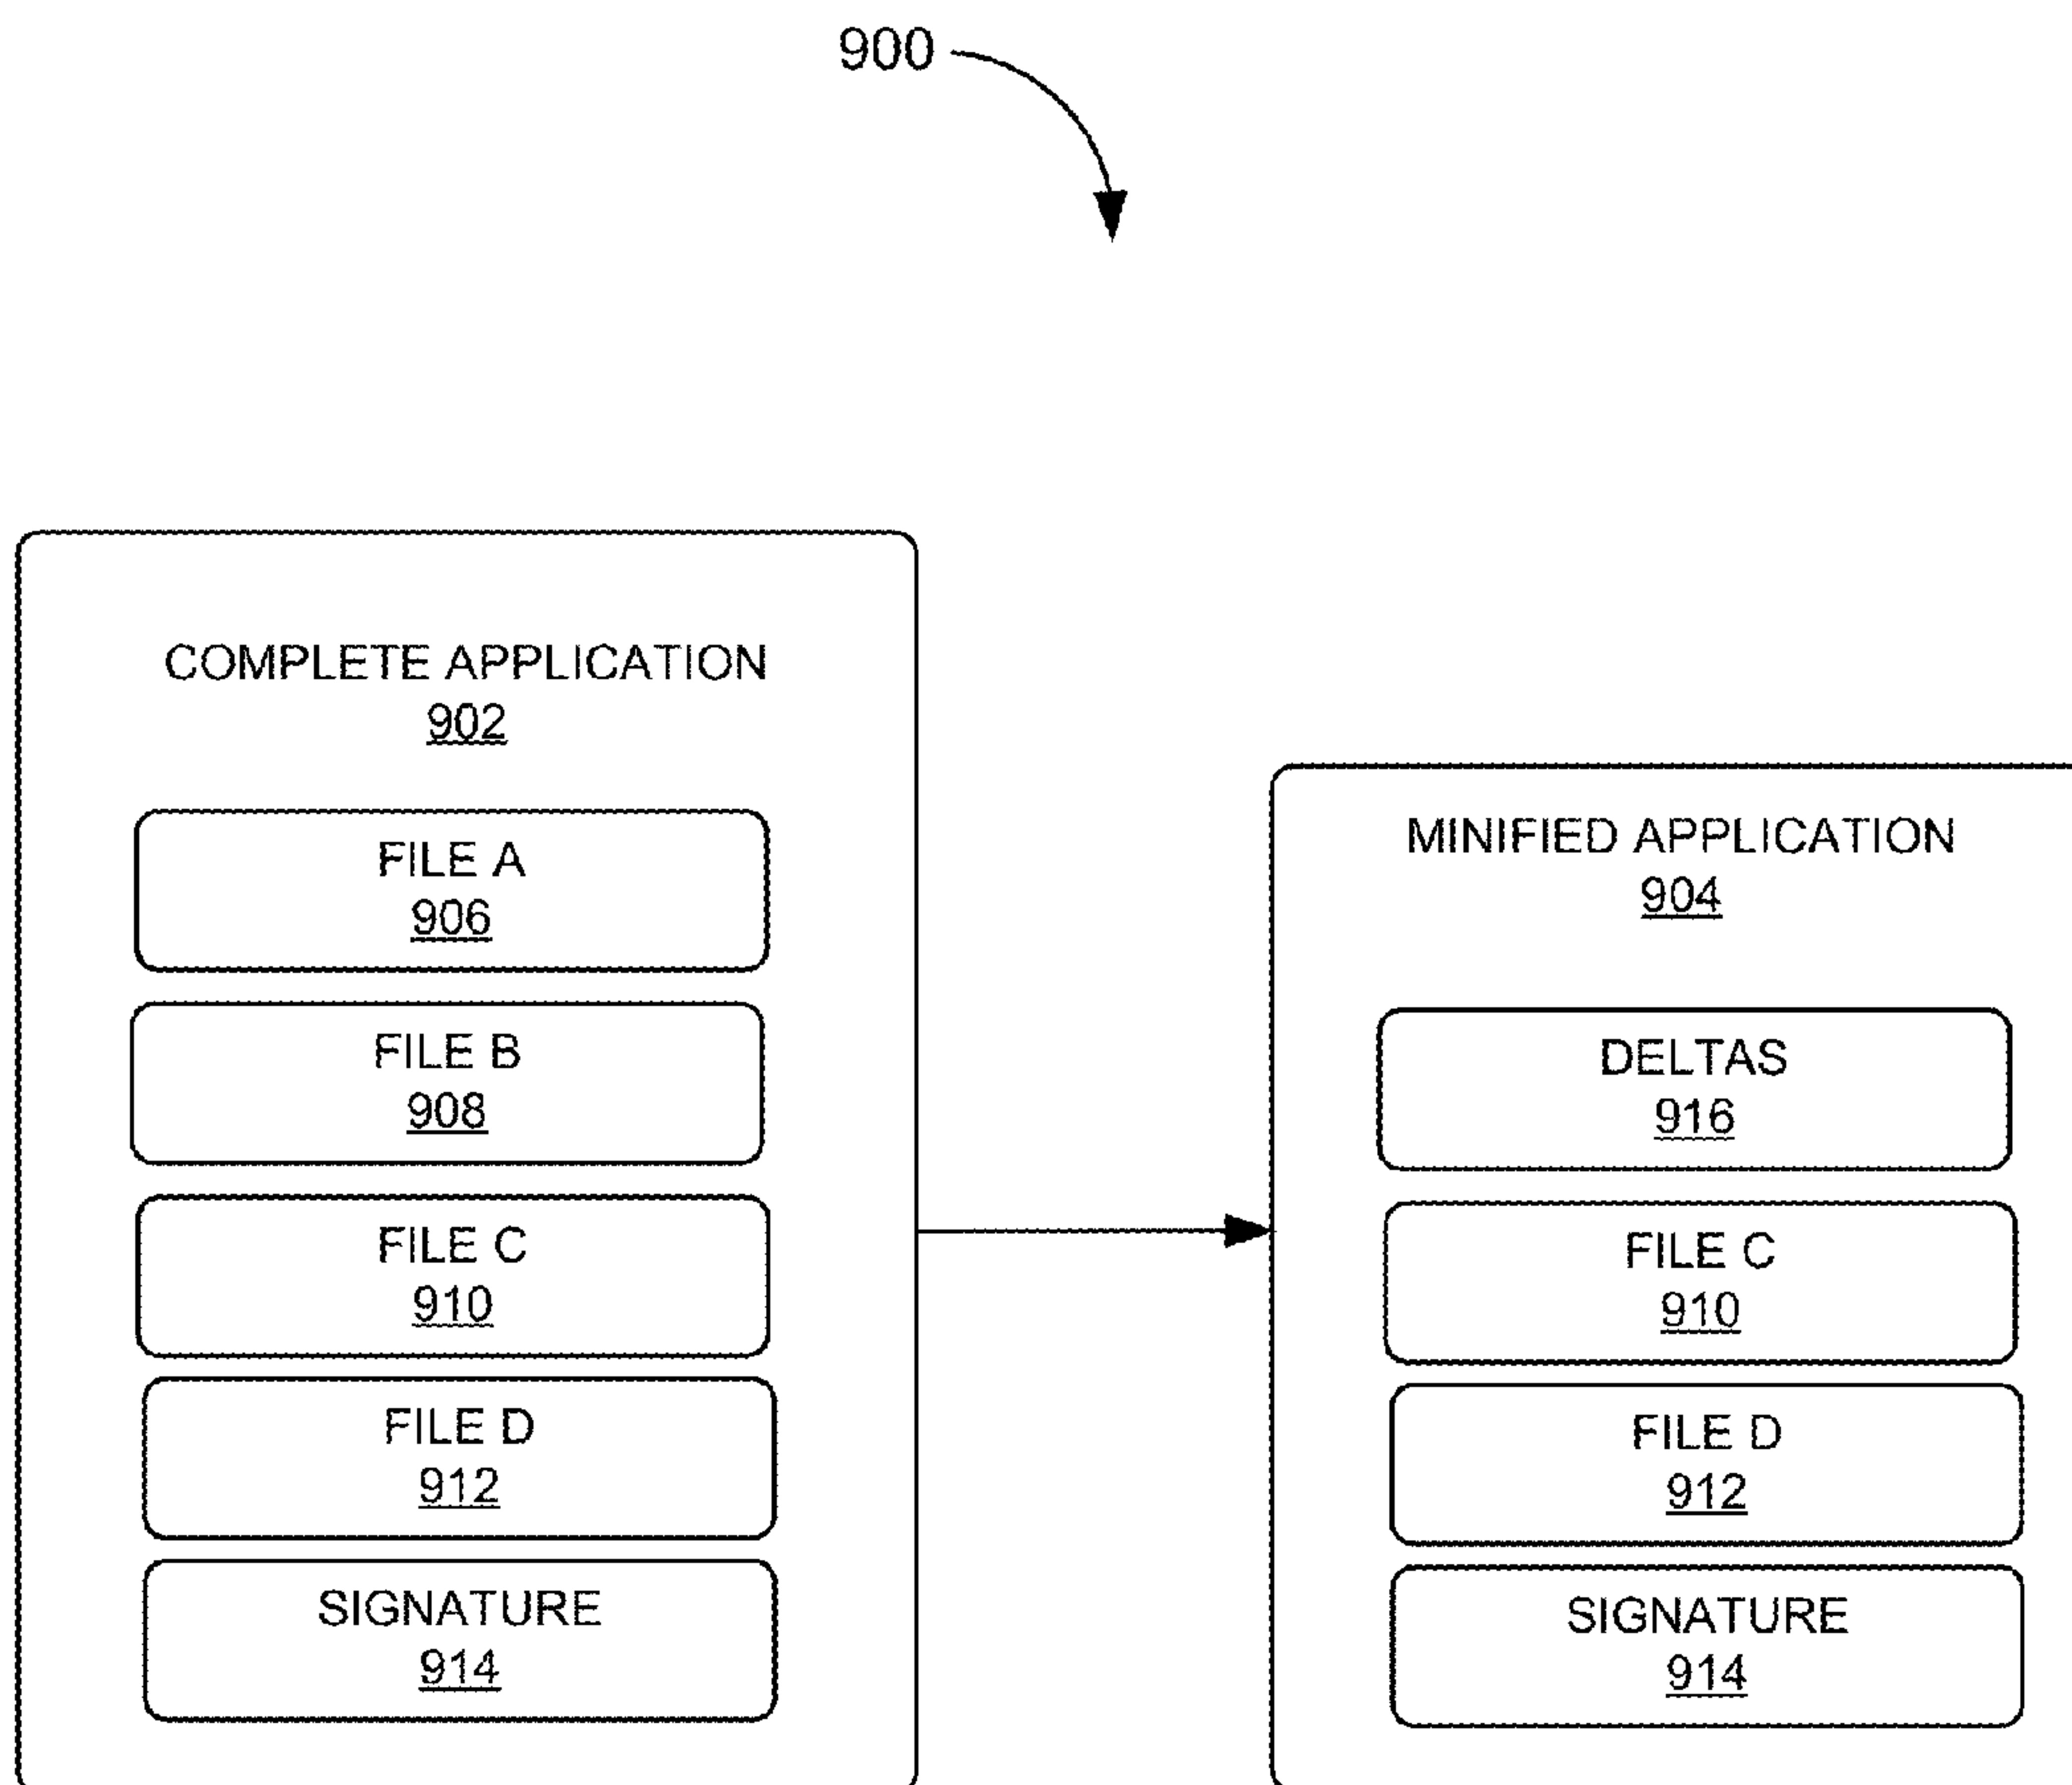 900
COMPLETE APPLICATION
902
FILE A
906
FILE B
908
FILE C
910
FILE D
912
SIGNATURE
914
MINIFIED APPLICATION
904
DELTAS
916
FILE C
910
FILE D
912
SIGNATURE
914